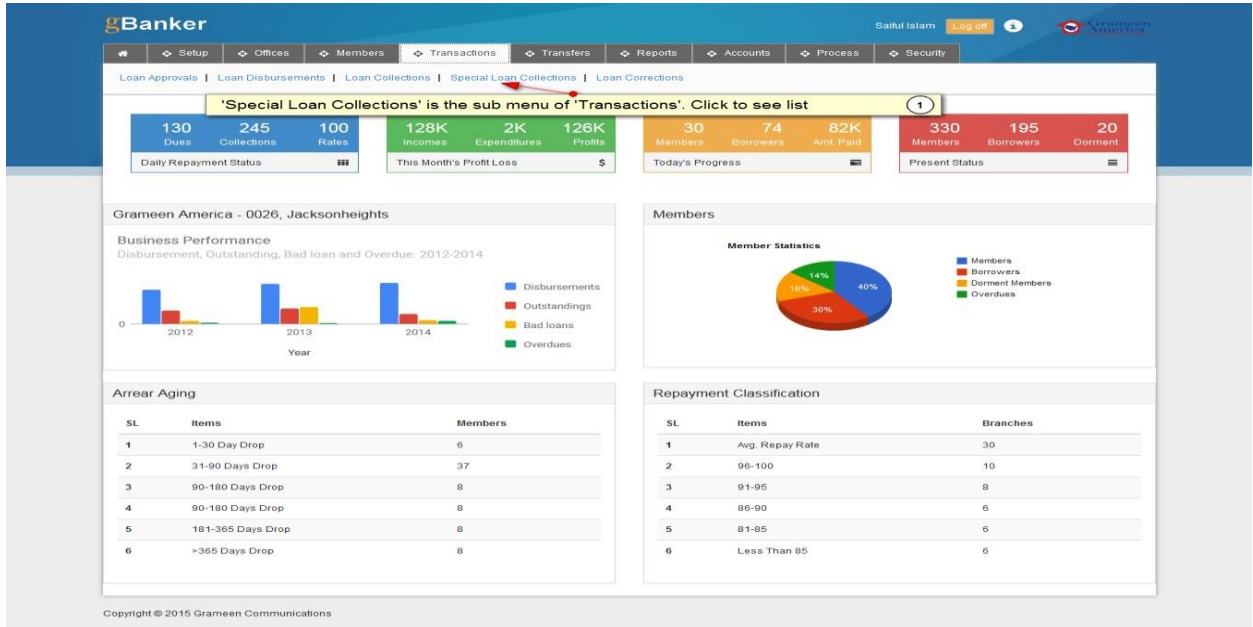 gBanker
Saiful Islam Log off i Grameen America
Setup Offices Members Transactions Transfers Reports Accounts Process Security
Loan Approvals | Loan Disbursements | Loan Collections | Special Loan Collections | Loan Corrections
'Special Loan Collections' is the sub menu of 'Transactions'. Click to see list 1
130 245 100 128K 2K 126K 30 74 82K 330 195 20
Dues Collections Rates Incomes Expenditures Profits Members Borrowers Amt. Paid Members Borrowers Dorment
Daily Repayment Status This Month's Profit Loss $ Today's Progress Present Status
Grameen America - 0026, Jacksonheights
Business Performance
Disbursement, Outstanding, Bad loan and Overdue: 2012-2014
Disbursements
Outstandings
Bad loans
Overdues
0
2012 2013 2014
Year
Members
Member Statistics
Members
Borrowers
Dorment Members
Overdues
14%
16% 40%
30%
Arrear Aging
SL Items Members
1 1-30 Day Drop 6
2 31-90 Days Drop 37
3 90-180 Days Drop 8
4 90-180 Days Drop 8
5 181-365 Days Drop 8
6 >365 Days Drop 8
Repayment Classification
SL Items Branches
1 Avg. Repay Rate 30
2 96-100 10
3 91-95 8
4 86-90 6
5 81-85 6
6 Less Than 85 6
Copyright © 2015 Grameen Communications